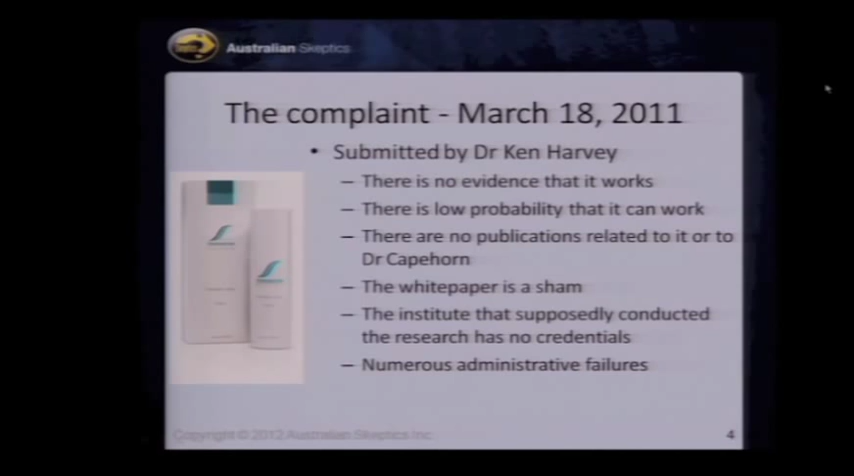 Australian Skeptics
The complaint - March 18, 2011
• Submitted by Dr Ken Harvey
– There is no evidence that it works
– There is low probability that it can work
– There are no publications related to it or to
Dr Capehorn
– The whitepaper is a sham
– The institute that supposedly conducted
the research has no credentials
– Numerous administrative failures
Copyright © 2012 Australian Skeptics Inc
4